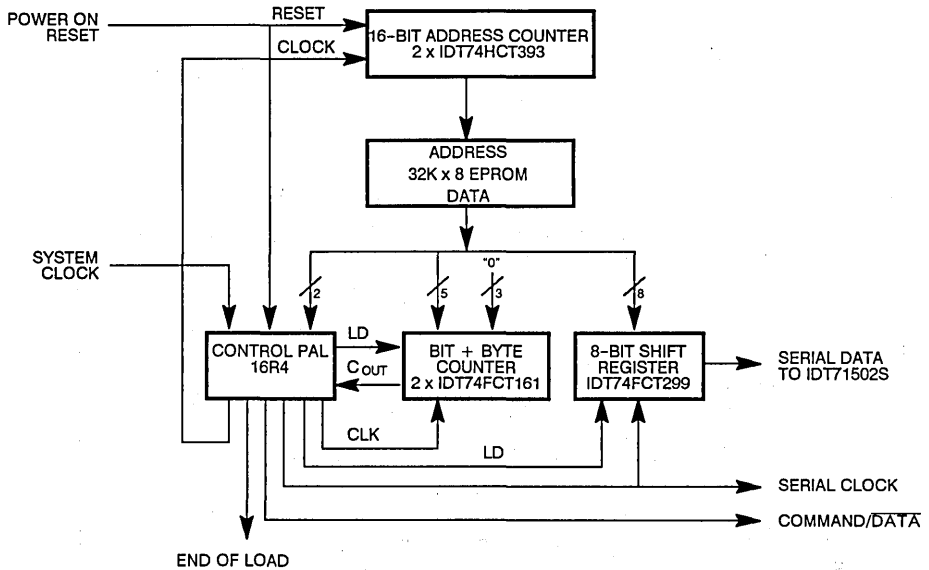 POWER ON
RESET
RESET
CLOCK
16-BIT ADDRESS COUNTER
2 x IDT74HCT393
ADDRESS
32K x 8 EPROM
DATA
SYSTEM
CLOCK
"0"
2
5
3
8
CONTROL PAL
16R4
LD
C OUT
BIT + BYTE
COUNTER
2 x IDT74FCT161
8-BIT SHIFT
REGISTER
IDT74FCT299
SERIAL DATA
TO IDT71502S
CLK
LD
SERIAL CLOCK
COMMAND/D̅A̅T̅A̅
END OF LOAD